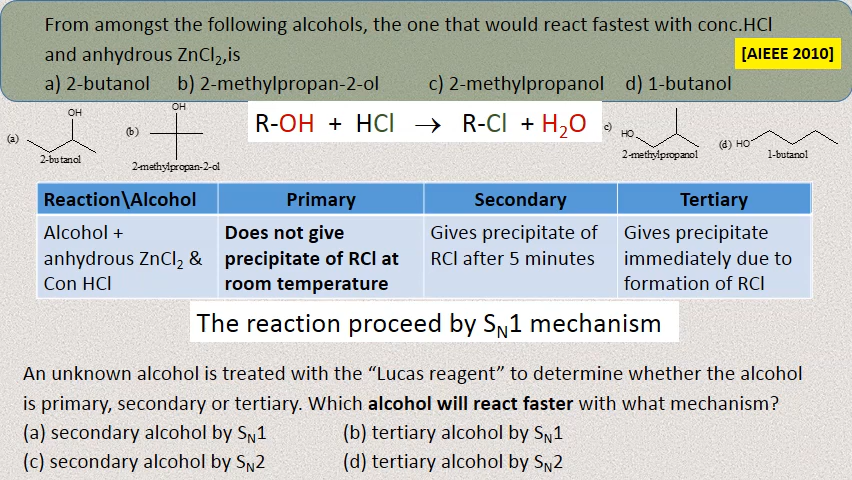 From amongst the following alcohols, the one that would react fastest with conc.HCl
and anhydrous ZnCl₂,is
[AIEEE 2010]
a) 2-butanol b) 2-methylpropan-2-ol c) 2-methylpropanol d) 1-butanol
(a) OH
2-butanol
(b) OH
2-methylpropan-2-ol
R-OH + HCl → R-Cl + H₂O
c) HO
2-methylpropanol
(d) HO
1-butanol
Reaction\Alcohol Primary Secondary Tertiary
Alcohol + Does not give Gives precipitate of Gives precipitate
anhydrous ZnCl₂ & precipitate of RCl at RCl after 5 minutes immediately due to
Con HCl room temperature formation of RCl
The reaction proceed by SN1 mechanism
An unknown alcohol is treated with the “Lucas reagent” to determine whether the alcohol
is primary, secondary or tertiary. Which alcohol will react faster with what mechanism?
(a) secondary alcohol by SN1 (b) tertiary alcohol by SN1
(c) secondary alcohol by SN2 (d) tertiary alcohol by SN2